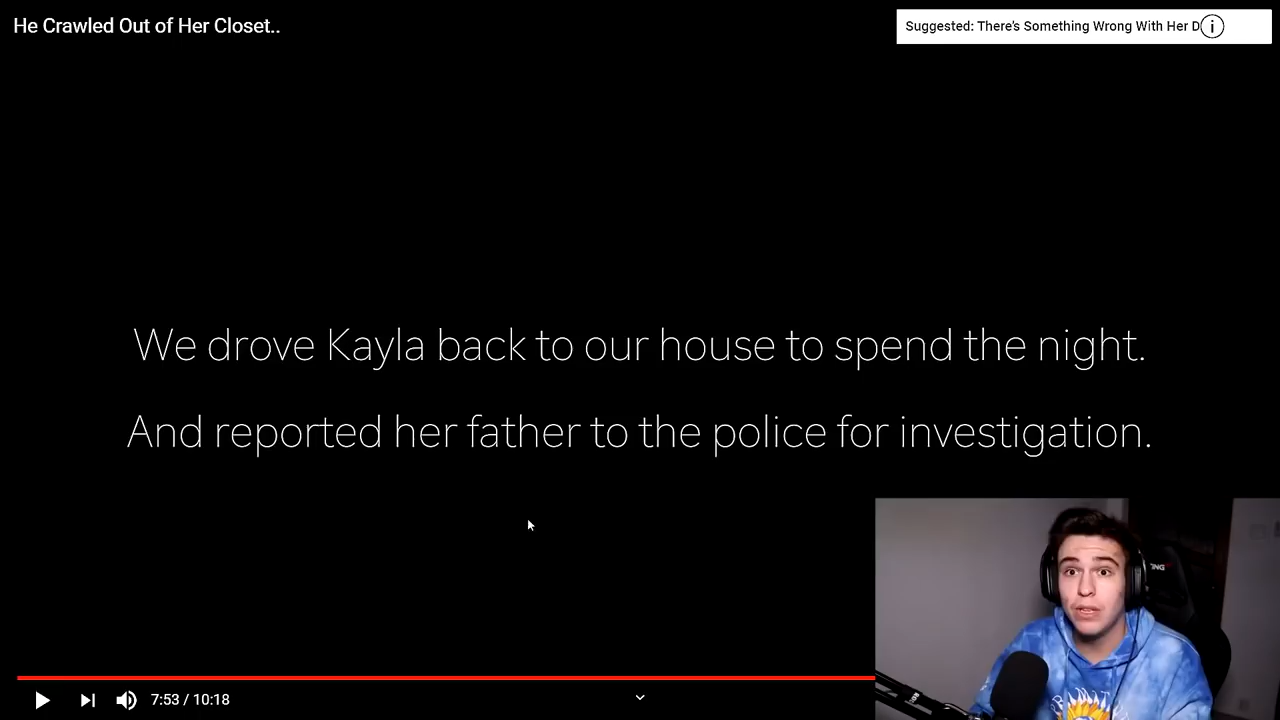 He Crawled Out of Her Closet..
Suggested: There's Something Wrong With Her D
We drove Kayla back to our house to spend the night.
And reported her father to the police for investigation.
7:53 / 10:18